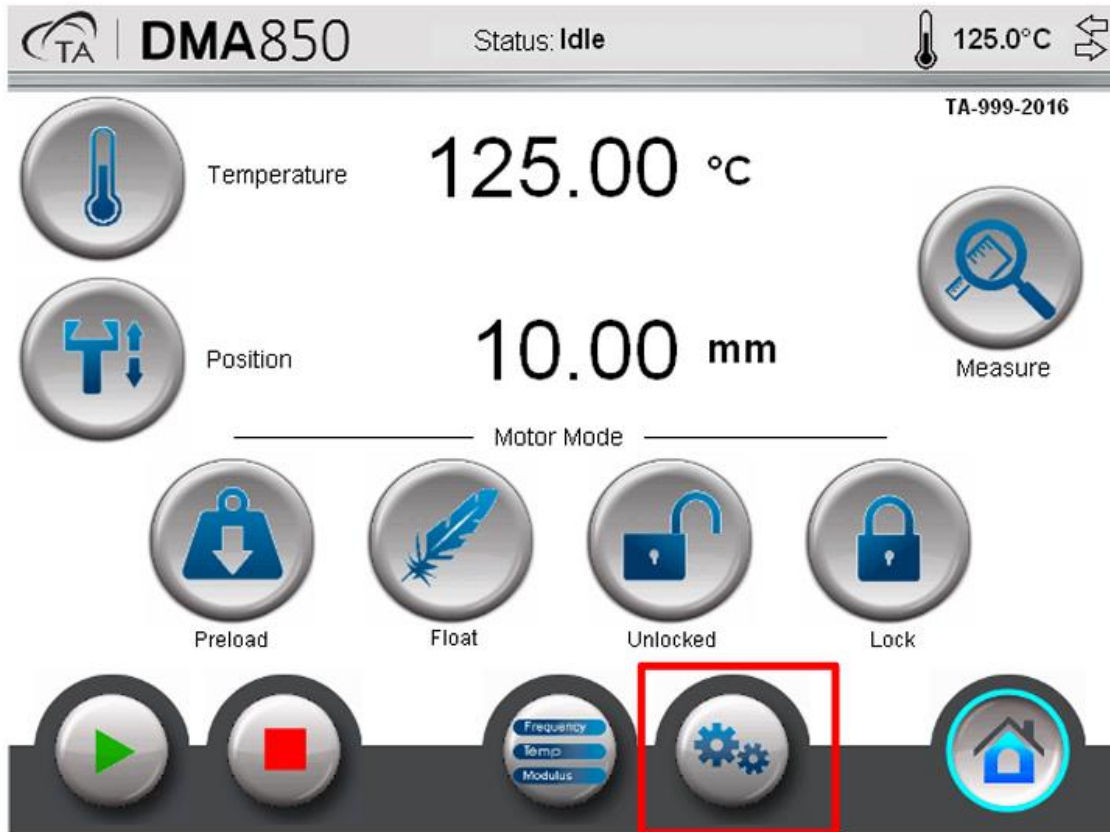 TA DMA850 Status: Idle 125.0°C
TA-999-2016
Temperature 125.00 °C
Measure
Position 10.00 mm
Motor Mode
Preload Float Unlocked Lock
Frequency
Temp
Modulus